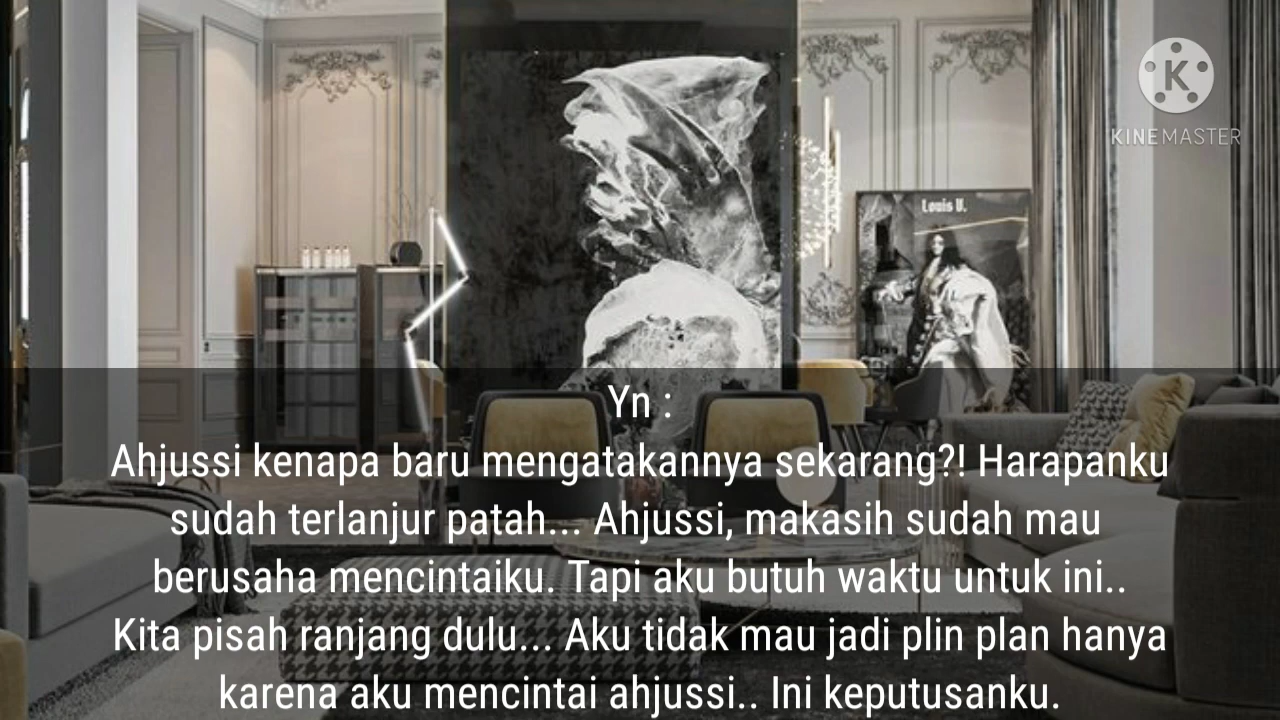 KINEMASTER
Louis V.
Yn :
Ahjussi kenapa baru mengatakannya sekarang?! Harapanku
sudah terlanjur patah... Ahjussi, makasih sudah mau
berusaha mencintaiku. Tapi aku butuh waktu untuk ini..
Kita pisah ranjang dulu... Aku tidak mau jadi plin plan hanya
karena aku mencintai ahjussi.. Ini keputusanku.